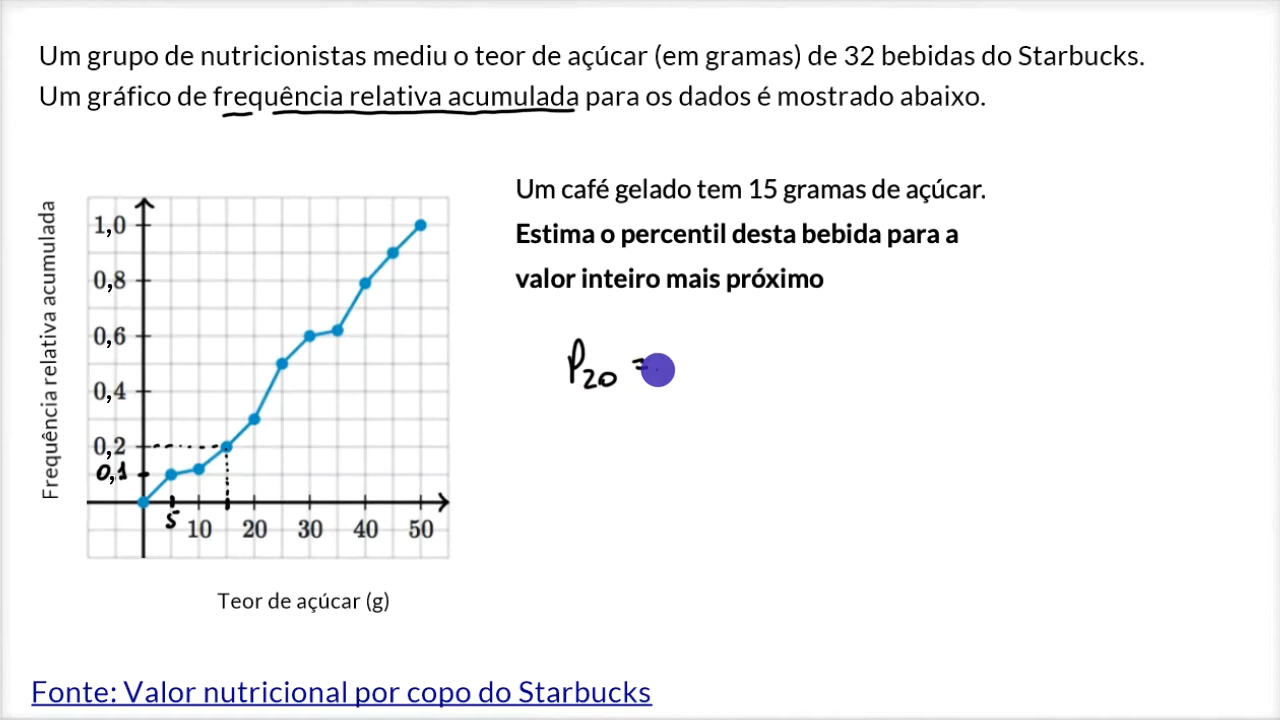 Um grupo de nutricionistas mediu o teor de açúcar (em gramas) de 32 bebidas do Starbucks.
Um gráfico de frequência relativa acumulada para os dados é mostrado abaixo.
Um café gelado tem 15 gramas de açúcar.
Estima o percentil desta bebida para a
valor inteiro mais próximo
P20 =
Frequência relativa acumulada
1,0
0,8
0,6
0,4
0,2
0,1
5
10 20 30 40 50
Teor de açúcar (g)
Fonte: Valor nutricional por copo do Starbucks